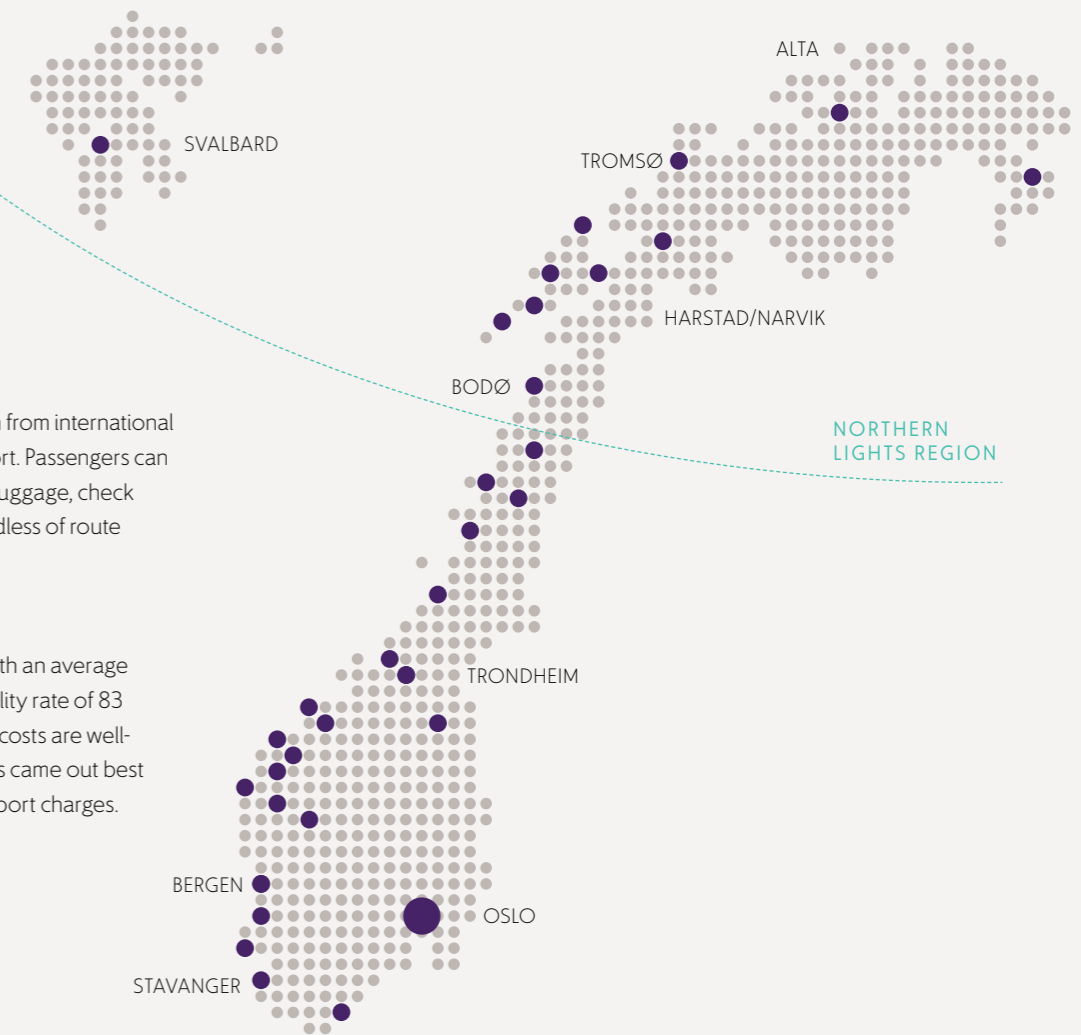 SVALBARD
ALTA
TROMSØ
HARSTAD/NARVIK
BODØ
NORTHERN
LIGHTS REGION
from international
rt. Passengers can
uggage, check
dless of route
th an average
lity rate of 83
costs are well-
s came out best
port charges.
TRONDHEIM
BERGEN
OSLO
STAVANGER